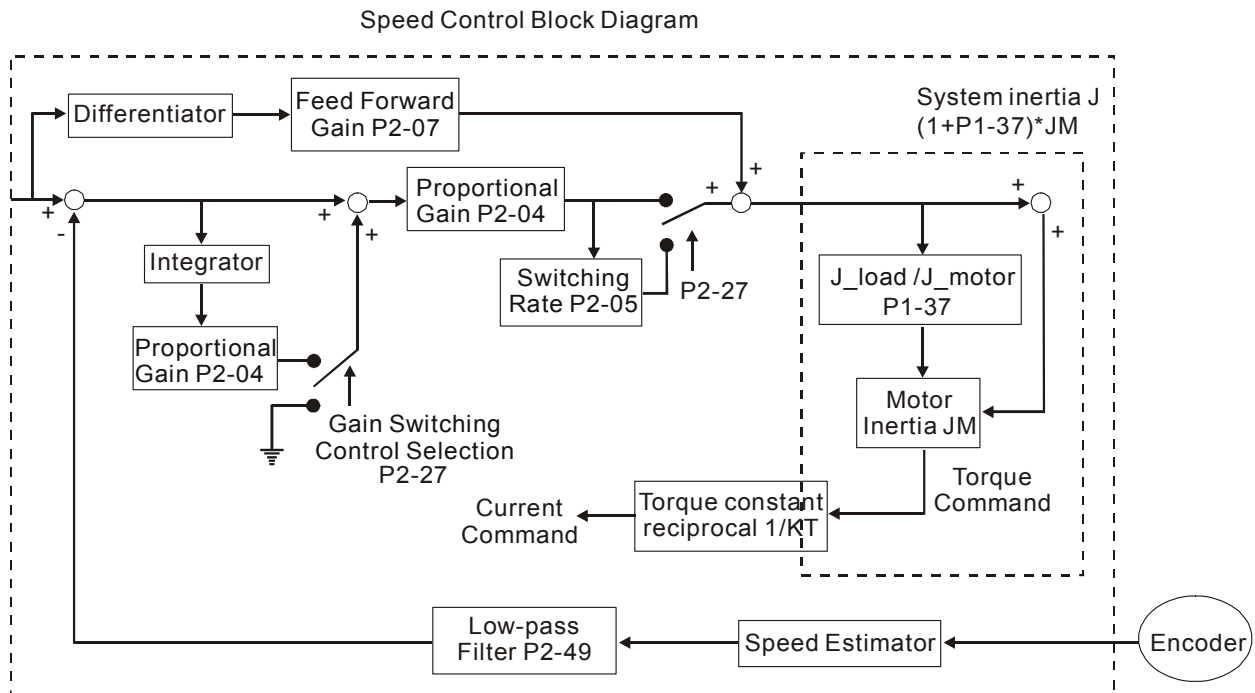 Speed Control Block Diagram
Differentiator
Feed Forward
Gain P2-07
System inertia J
(1+P1-37)*JM
+
-
+
+
Proportional
Gain P2-04
+
+
+
+
Integrator
Switching
Rate P2-05
P2-27
J_load /J_motor
P1-37
Proportional
Gain P2-04
Gain Switching
Control Selection
P2-27
Motor
Inertia JM
Torque
Command
Torque constant
reciprocal 1/KT
Current
Command
Low-pass
Filter P2-49
Speed Estimator
Encoder